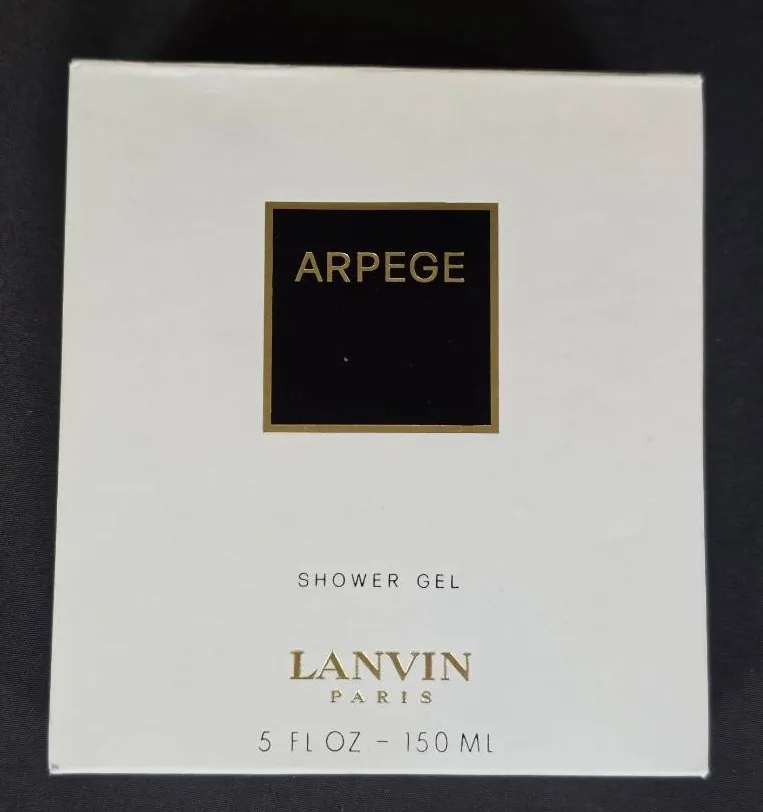 ARPEGE
SHOWER GEL
LANVIN
PARIS
5 FL OZ - 150 ML